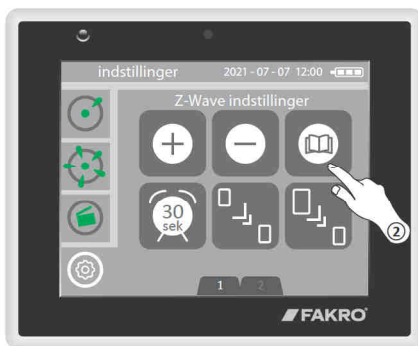 indstillinger 2021 - 07 - 07 12:00
Z-Wave indstillinger
30
sek
2
1 2
FAKRO